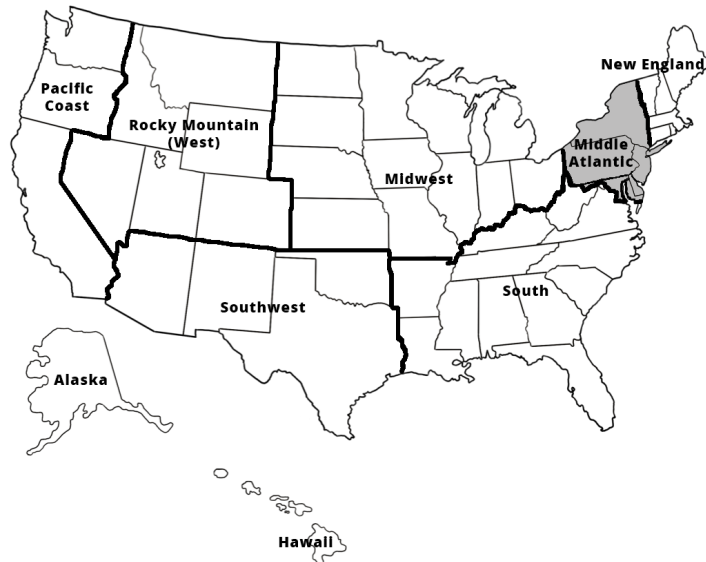 New England
Pacific
Coast
Rocky Mountain
(West)
Middle
Atlantic
Midwest
Southwest
South
Alaska
Hawaii